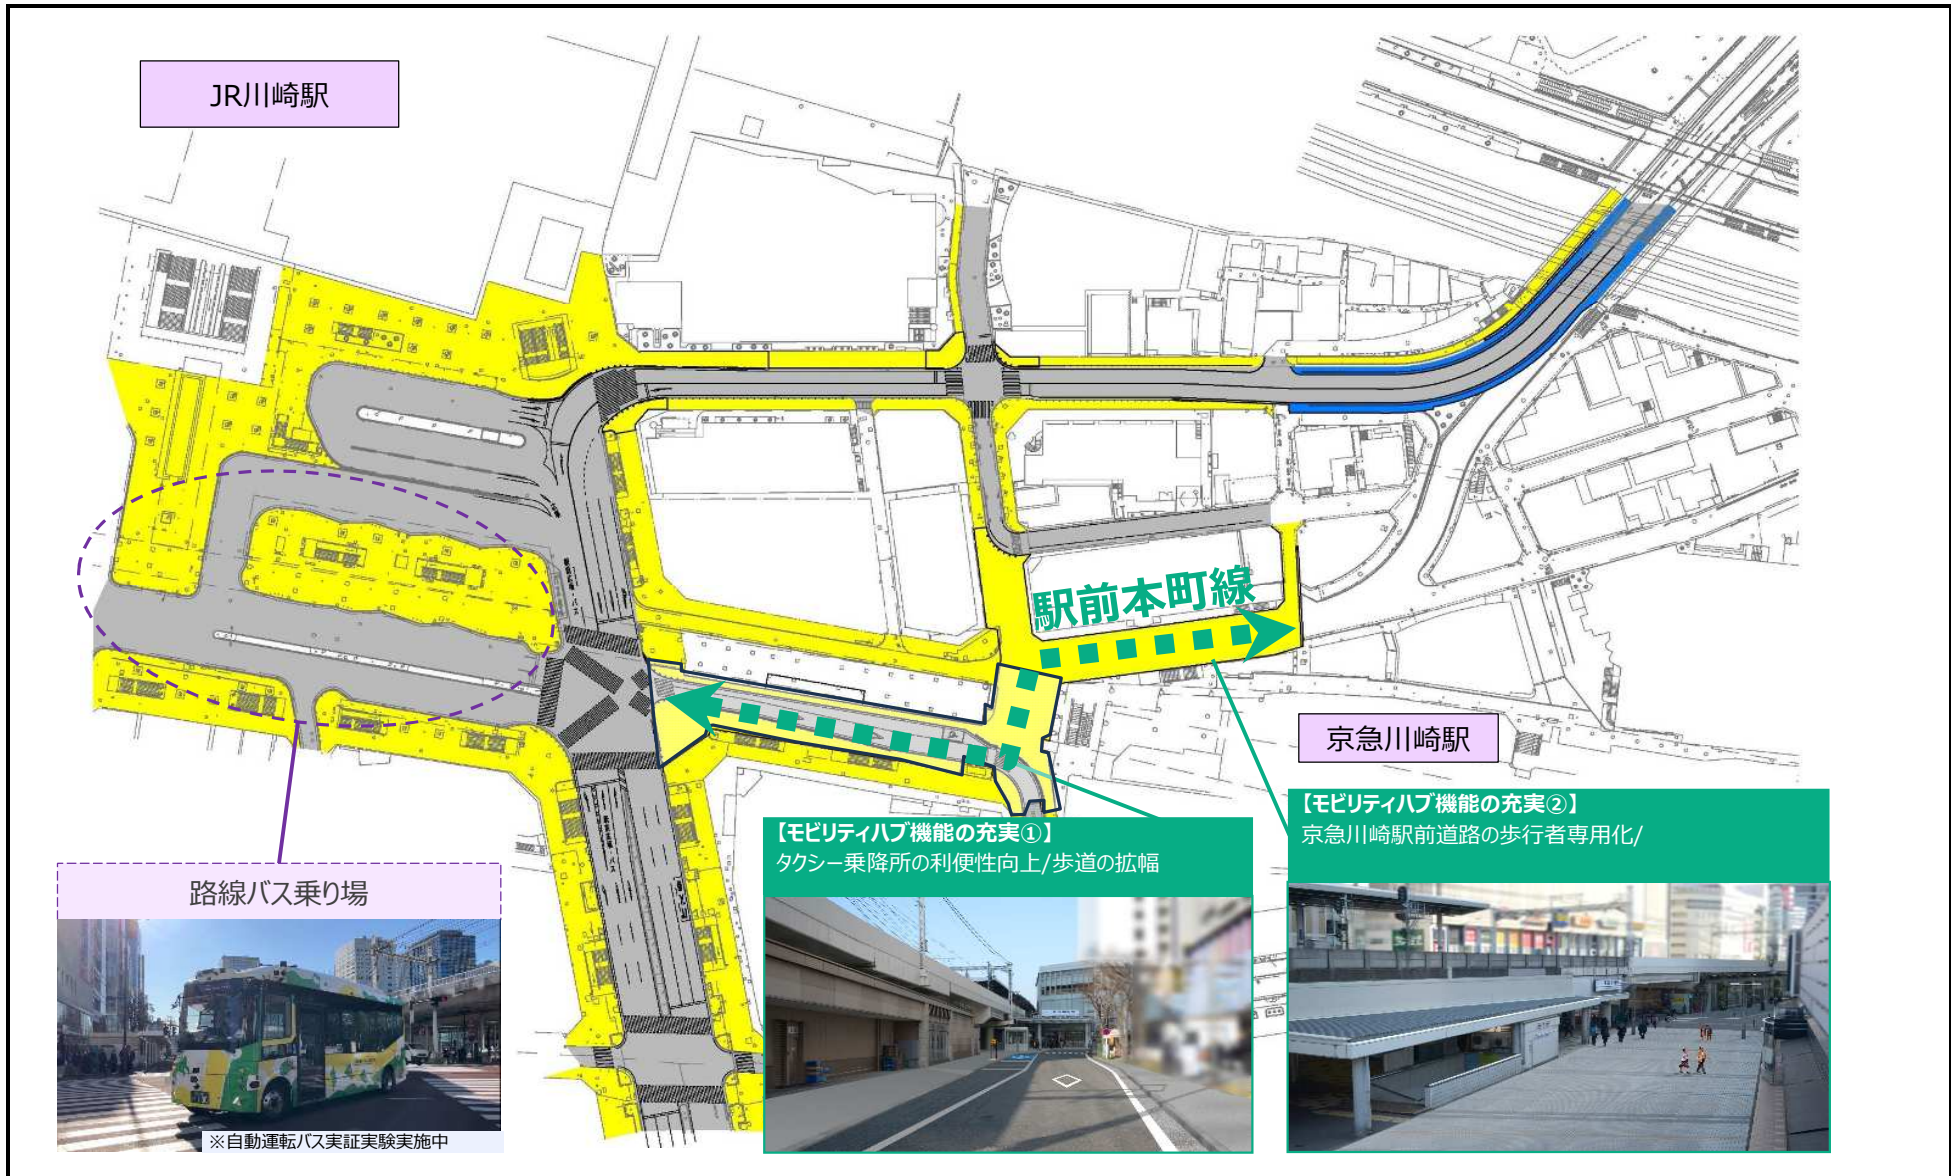 JR川崎駅
駅前本町線
京急川崎駅
【モビリティハブ機能の充実①】
タクシー乗降所の利便性向上/歩道の拡幅
【モビリティハブ機能の充実②】
京急川崎駅前道路の歩行者専用化/
路線バス乗り場
※自動運転バス実証実験実施中